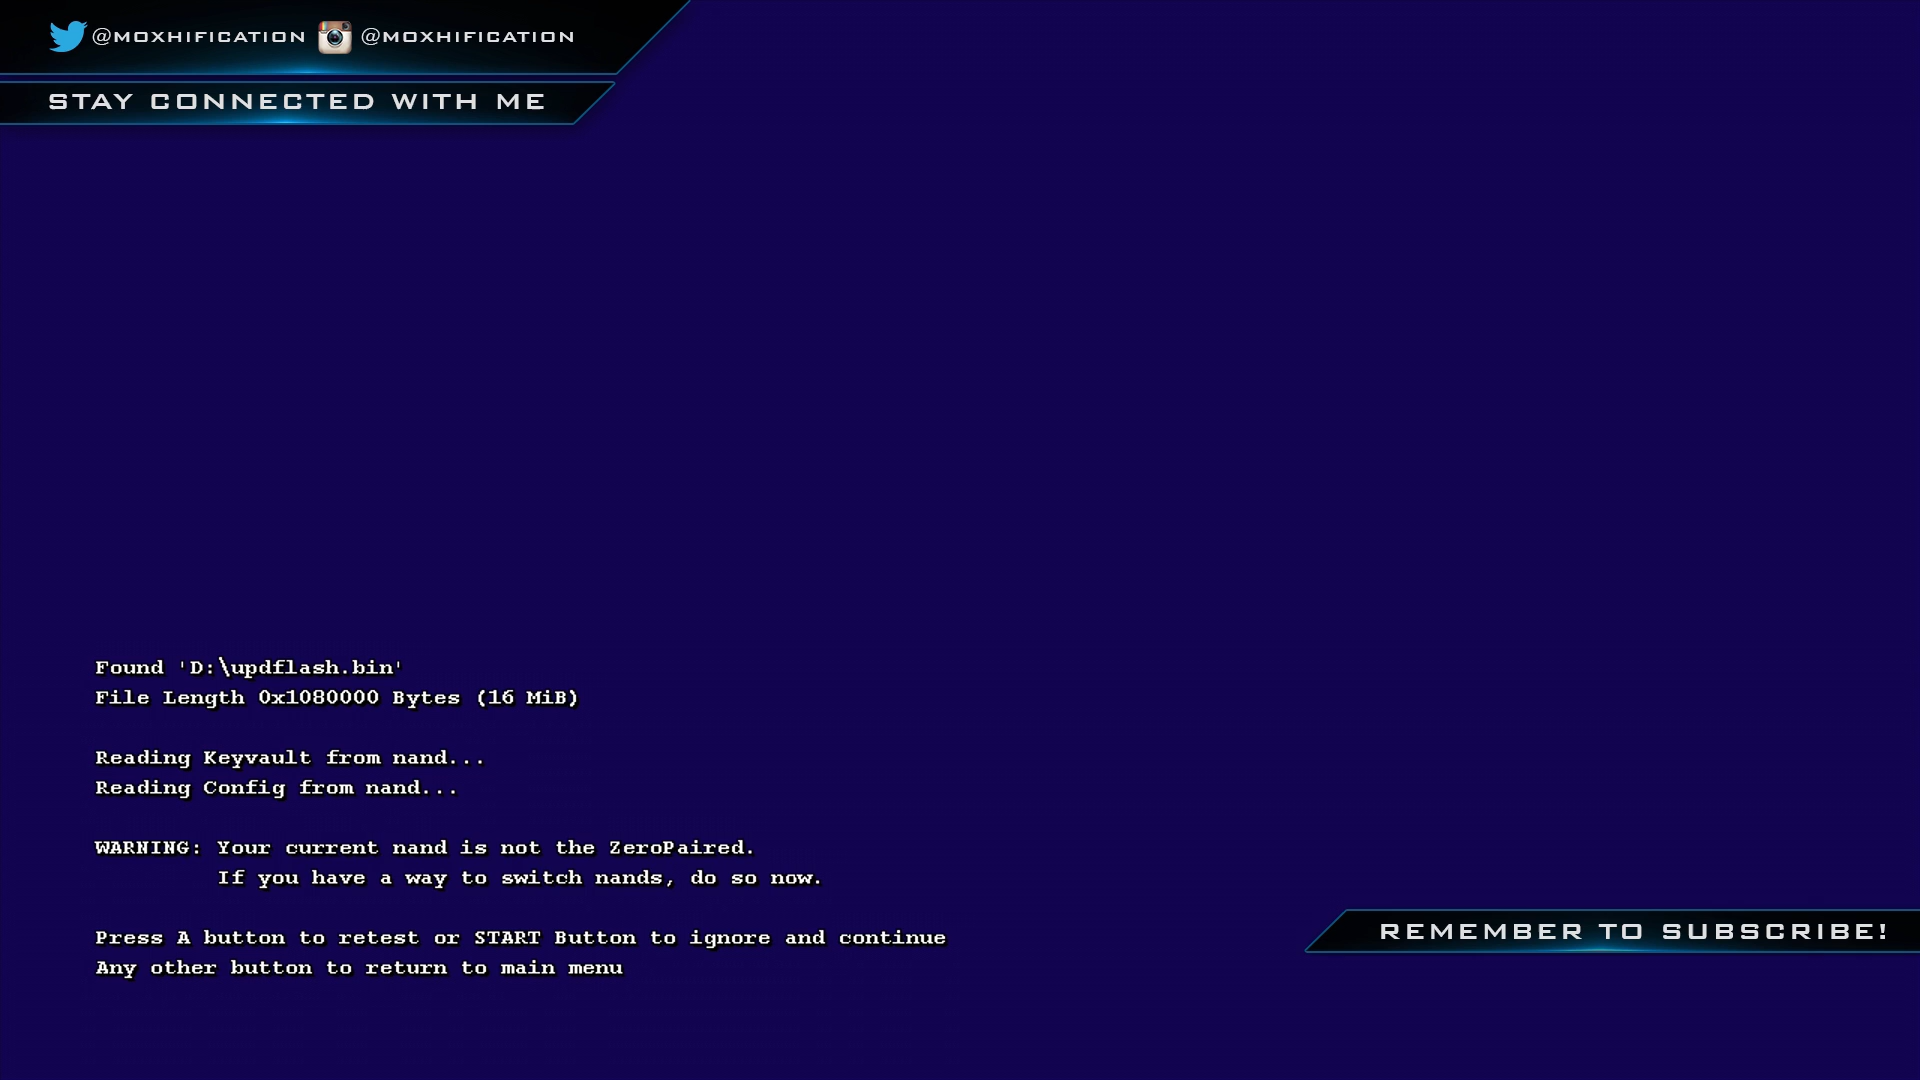 @MOXHIFICATION @MOXHIFICATION
STAY CONNECTED WITH ME
Found 'D:\updflash.bin'
File Length 0x1080000 Bytes (16 MiB)
Reading Keyvault from nand...
Reading Config from nand...
WARNING: Your current nand is not the ZeroPaired.
If you have a way to switch nands, do so now.
Press A button to retest or START Button to ignore and continue
Any other button to return to main menu
REMEMBER TO SUBSCRIBE!